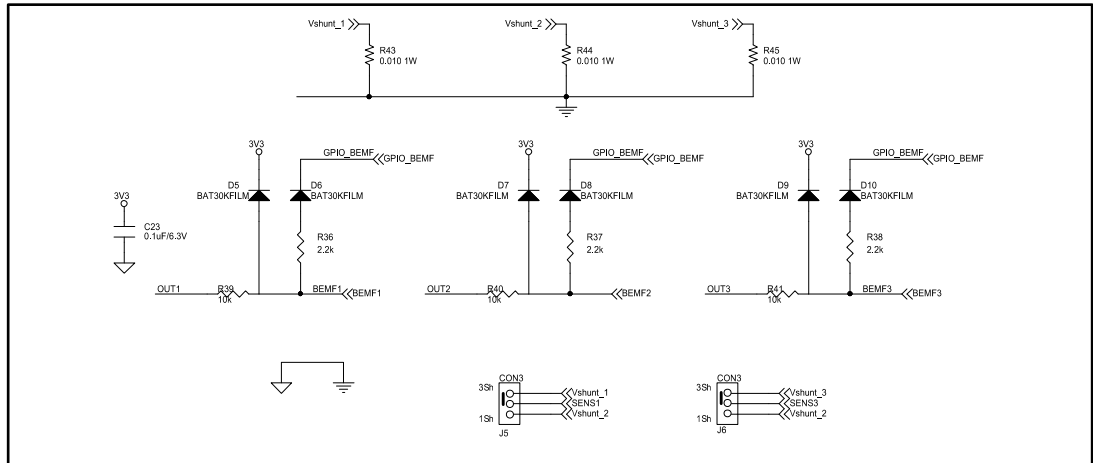 Vshunt_1
Vshunt_2
Vshunt_3
R43
0.010 1W
R44
0.010 1W
R45
0.010 1W
3V3
GPIO_BEMF
GPIO_BEMF
3V3
GPIO_BEMF
GPIO_BEMF
3V3
GPIO_BEMF
GPIO_BEMF
D5
BAT30KFILM
D6
BAT30KFILM
D7
BAT30KFILM
D8
BAT30KFILM
D9
BAT30KFILM
D10
BAT30KFILM
3V3
C23
0.1uF/6.3V
R36
2.2k
R37
2.2k
R38
2.2k
OUT1
R39
10k
BEMF1
BEMF1
OUT2
R40
10k
BEMF2
OUT3
R41
10k
BEMF3
BEMF3
CON3
3Sh
1Sh
J5
Vshunt_1
SENS1
Vshunt_2
CON3
3Sh
1Sh
J6
Vshunt_3
SENS3
Vshunt_2